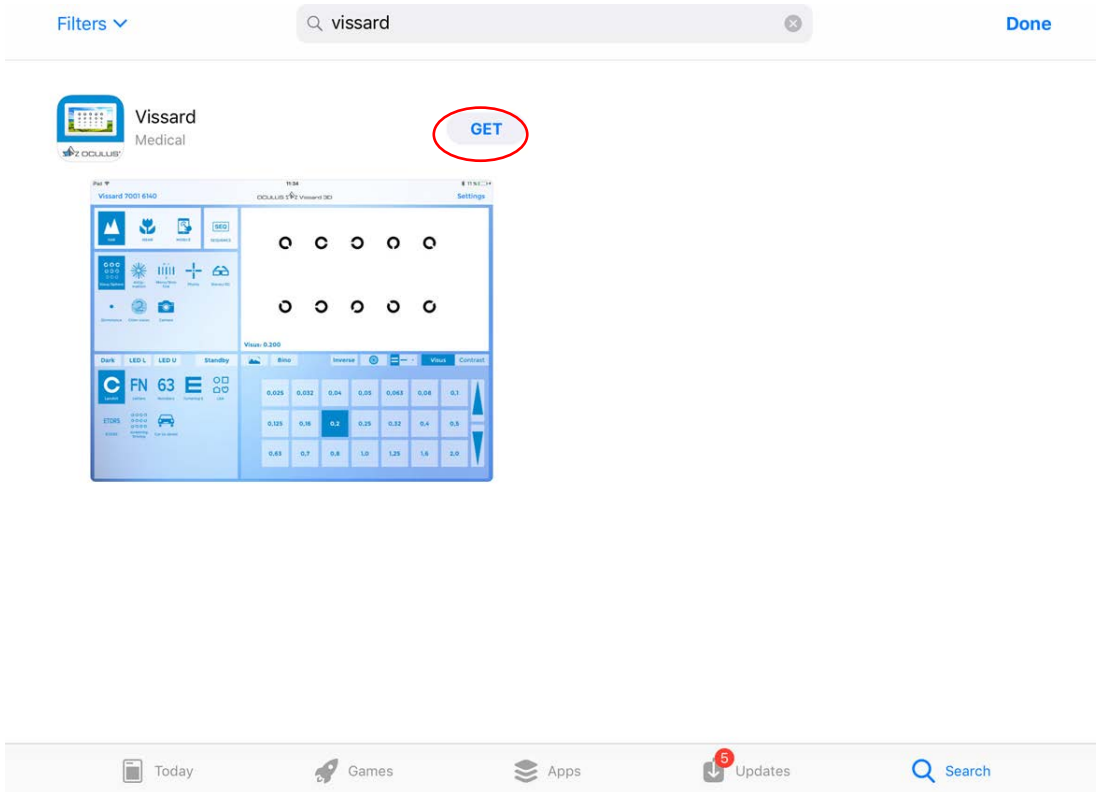 Filters
vissard
Done
Vissard
Medical
GET
OCULUS
iPad
11:34
Vissard 7001 6140
OCULUS Vissard 3D
Settings
SEQ
Visus: 0.200
Dark LED L LED U Standby
Bino Inverse Visus Contrast
C FN 63 E
ETDRS
0,025 0,032 0,04 0,05 0,063 0,08 0,1
0,125 0,16 0,2 0,25 0,32 0,4 0,5
0,63 0,7 0,8 1,0 1,25 1,6 2,0
Today
Games
Apps
5
Updates
Search